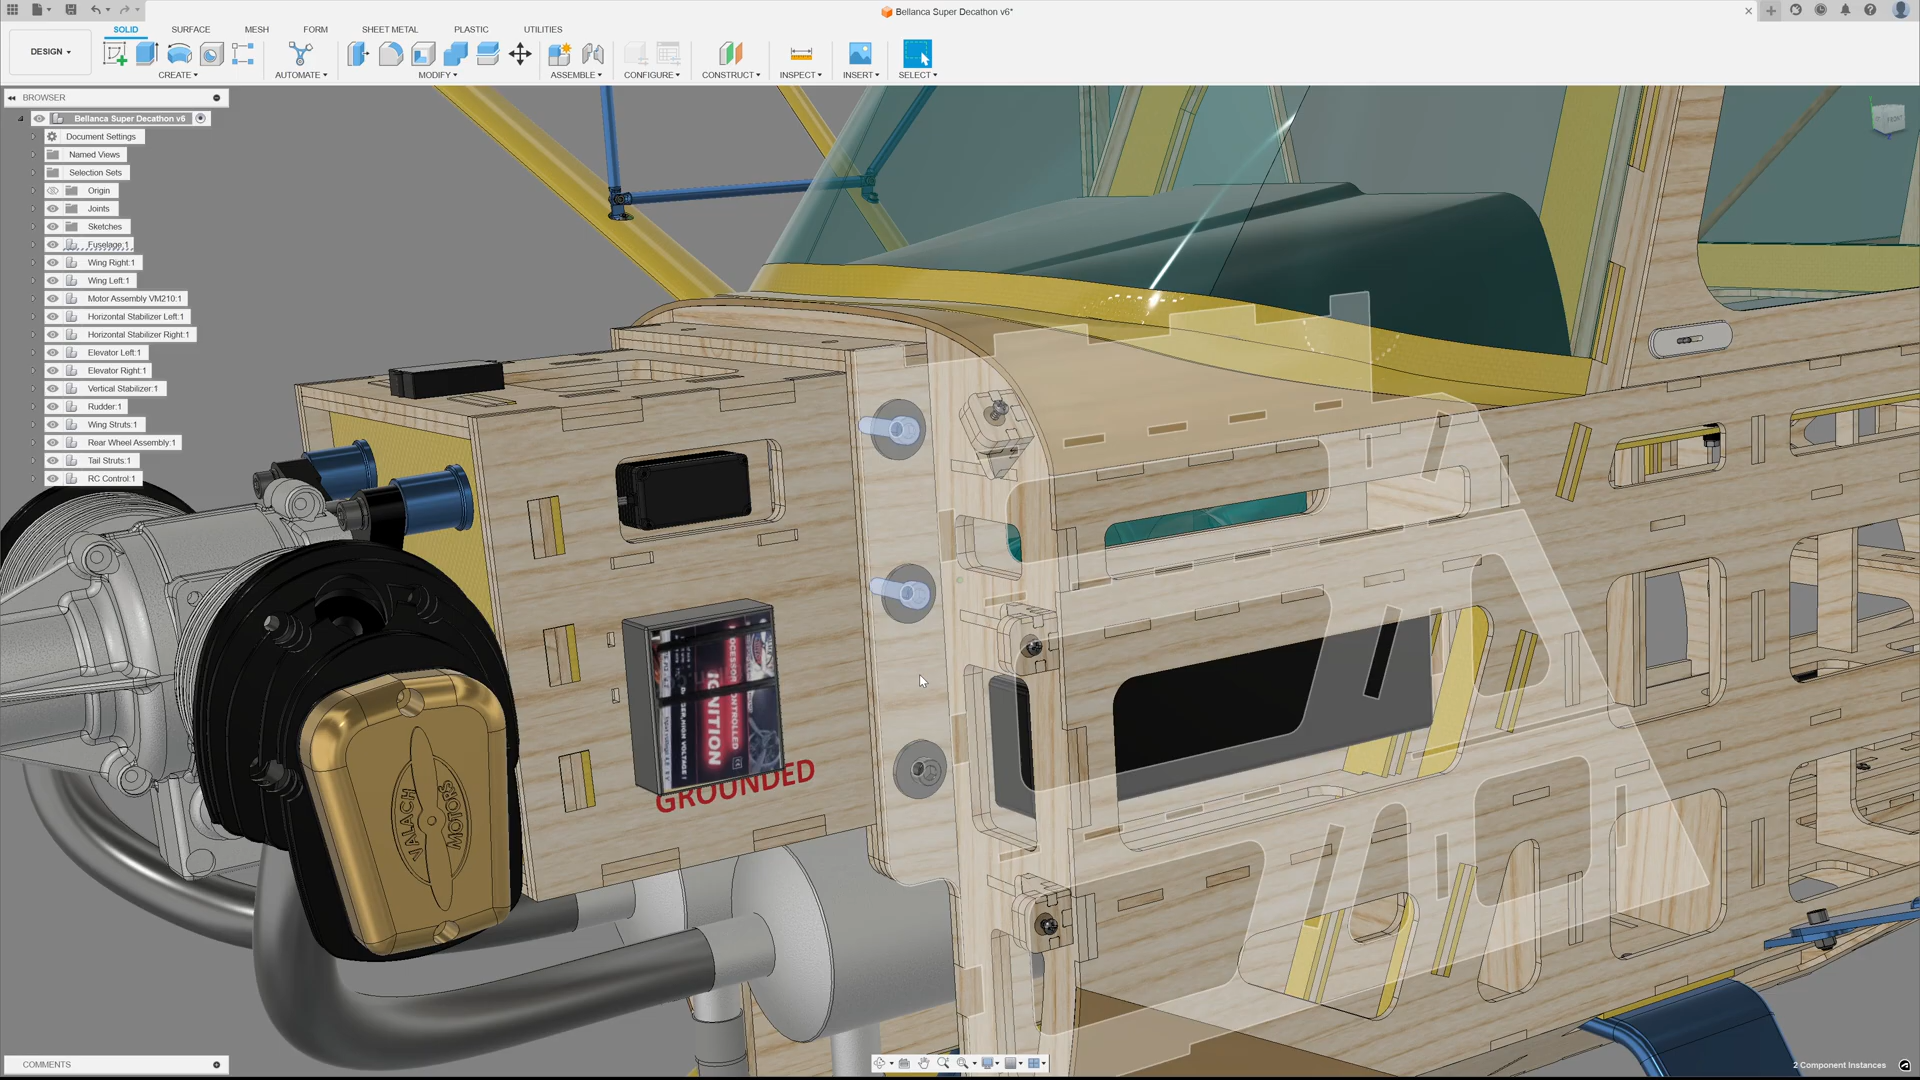 Bellanca Super Decathon v6*
DESIGN
SOLID SURFACE MESH FORM SHEET METAL PLASTIC UTILITIES
CREATE AUTOMATE MODIFY ASSEMBLE CONFIGURE CONSTRUCT INSPECT INSERT SELECT
BROWSER
Bellanca Super Decathon v6
Document Settings
Named Views
Selection Sets
Origin
Joints
Sketches
Fuselage:1
Wing Right:1
Wing Left:1
Motor Assembly VM210:1
Horizontal Stabilizer Left:1
Horizontal Stabilizer Right:1
Elevator Left:1
Elevator Right:1
Vertical Stabilizer:1
Rudder:1
Wing Struts:1
Rear Wheel Assembly:1
Tail Struts:1
RC Control:1
FRONT
IGNITION
GROUNDED
VALACH
MOTORS
COMMENTS
2 Component Instances